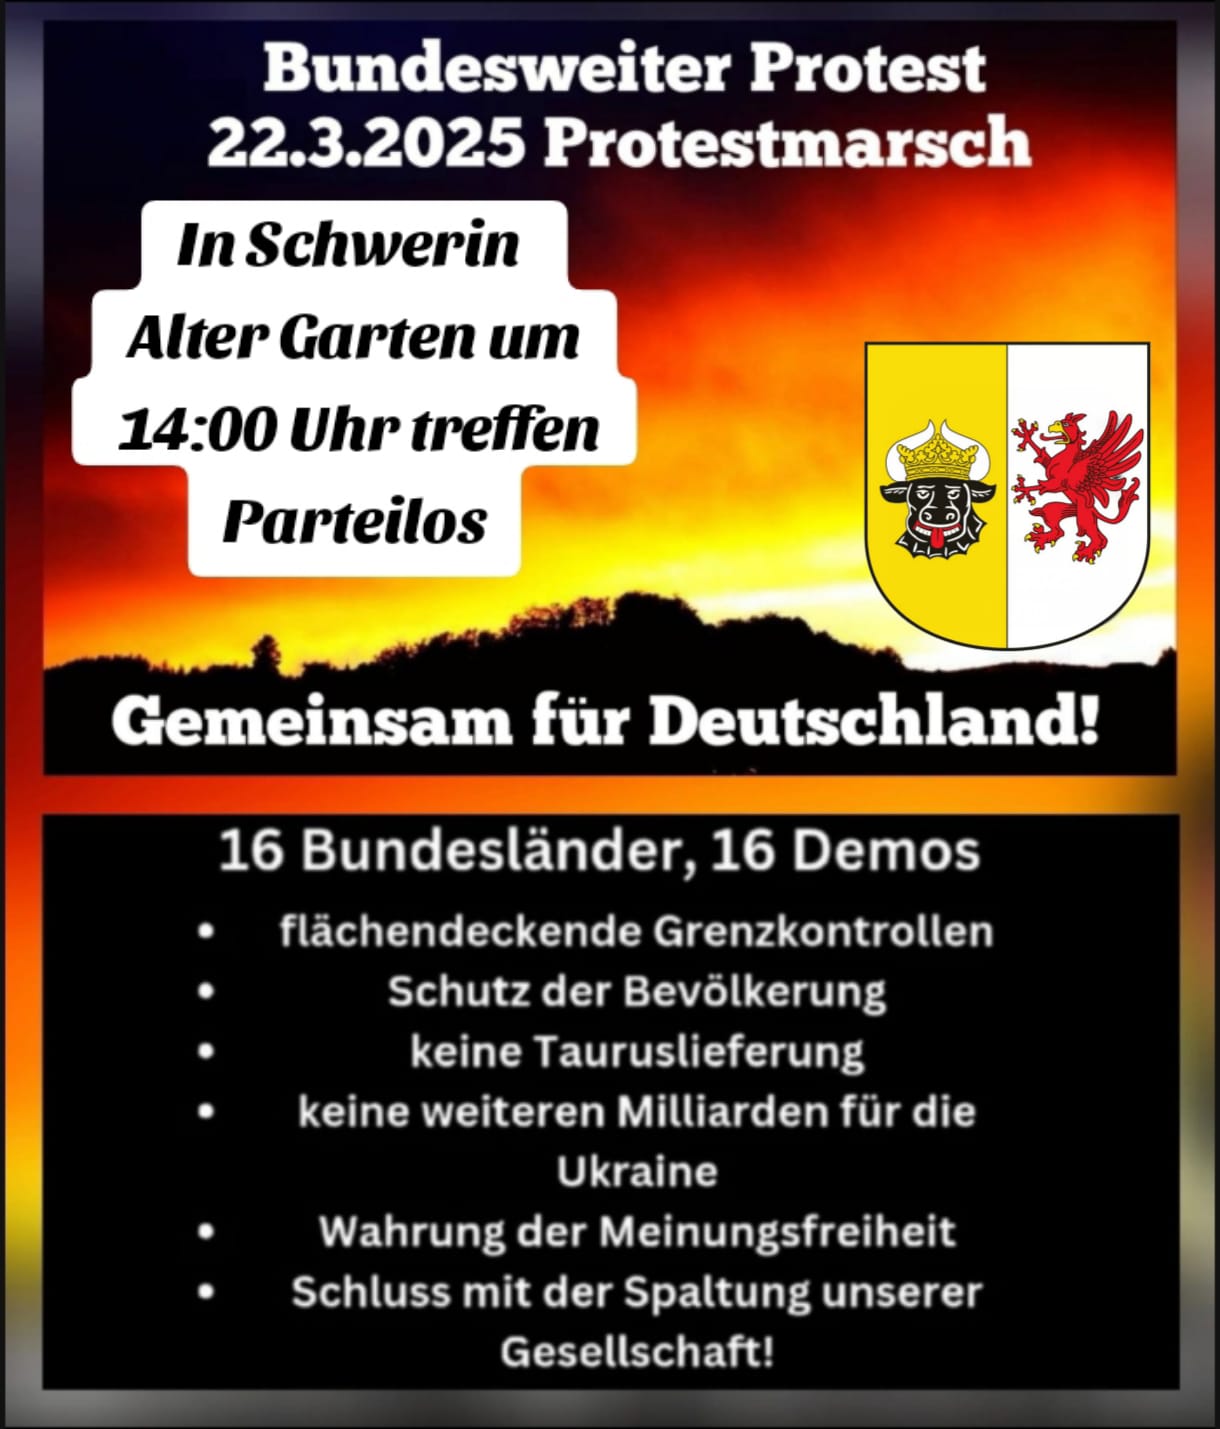 Bundesweiter Protest
22.3.2025 Protestmarsch
In Schwerin
Alter Garten um
14:00 Uhr treffen
Parteilos
Gemeinsam für Deutschland!
16 Bundesländer, 16 Demos
• flächendeckende Grenzkontrollen
• Schutz der Bevölkerung
• keine Tauruslieferung
• keine weiteren Milliarden für die
Ukraine
• Wahrung der Meinungsfreiheit
• Schluss mit der Spaltung unserer
Gesellschaft!